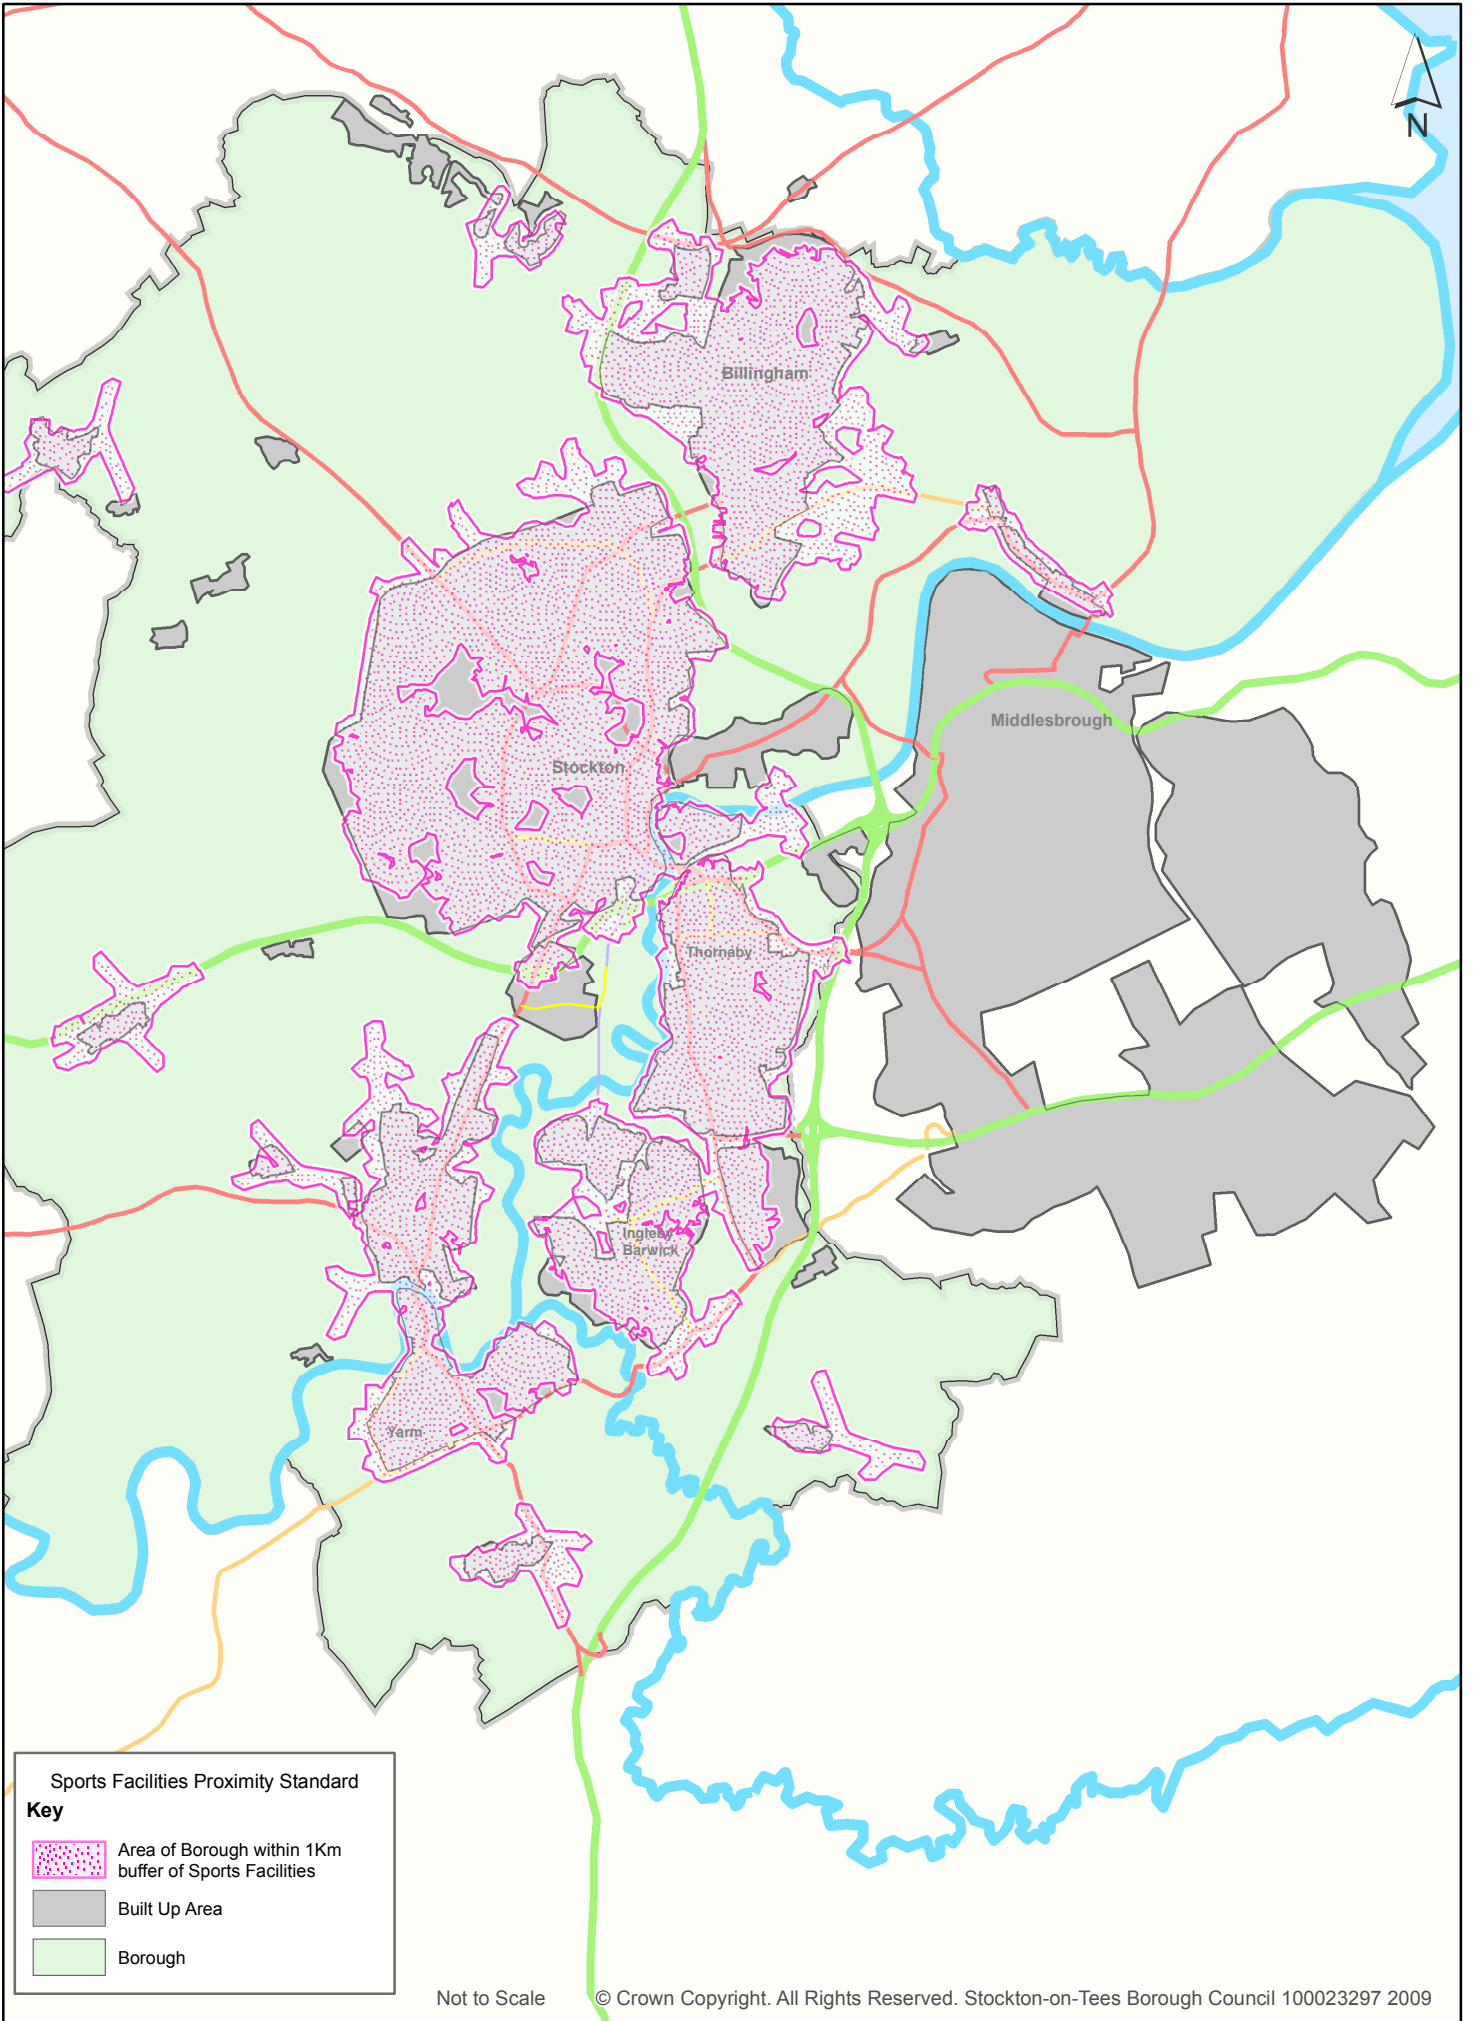 N
Billingham
Middlesbrough
Stockton
Thornaby
Ingleby
Barwick
Yarm
Sports Facilities Proximity Standard
Key
Area of Borough within 1Km
buffer of Sports Facilities
Built Up Area
Borough
Not to Scale
© Crown Copyright. All Rights Reserved. Stockton-on-Tees Borough Council 100023297 2009